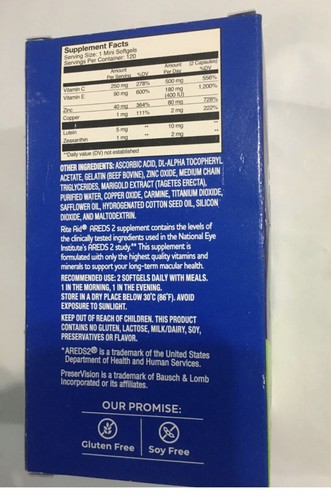 Supplement Facts
Serving Size: 1 Mini Softgels
Servings Per Container: 120
Amount Per Serving %DV Amount Per Day (2 Capsules) %DV
Vitamin C 250 mg 278% 500 mg 556%
Vitamin E 90 mg 600% 180 mg (400 IU) 1,200%
Zinc 40 mg 364% 80 mg 728%
Copper 1 mg 111% 2 mg 222%
Lutein 5 mg ** 10 mg **
Zeaxanthin 1 mg ** 2 mg **
**Daily value (DV) not established
OTHER INGREDIENTS: ASCORBIC ACID, DL-ALPHA TOCOPHERYL
ACETATE, GELATIN (BEEF BOVINE), ZINC OXIDE, MEDIUM CHAIN
TRIGLYCERIDES, MARIGOLD EXTRACT (TAGETES ERECTA),
PURIFIED WATER, COPPER OXIDE, CARMINE, TITANIUM DIOXIDE,
SAFFLOWER OIL, HYDROGENATED COTTON SEED OIL, SILICON
DIOXIDE, AND MALTODEXTRIN.
Rite Aid® AREDS 2 supplement contains the levels of
the clinically tested ingredients used in the National Eye
Institute's AREDS 2 study.** This supplement is
formulated with only the highest quality vitamins and
minerals to support your long-term macular health.
RECOMMENDED USE: 2 SOFTGELS DAILY WITH MEALS.
1 IN THE MORNING, 1 IN THE EVENING.
STORE IN A DRY PLACE BELOW 30°C (86°F). AVOID
EXPOSURE TO SUNLIGHT.
KEEP OUT OF REACH OF CHILDREN. THIS PRODUCT
CONTAINS NO GLUTEN, LACTOSE, MILK/DAIRY, SOY,
PRESERVATIVES OR FLAVOR.
*AREDS2® is a trademark of the United States
Department of Health and Human Services.
PreserVision is a trademark of Bausch & Lomb
Incorporated or its affiliates.
OUR PROMISE:
Gluten Free Soy Free